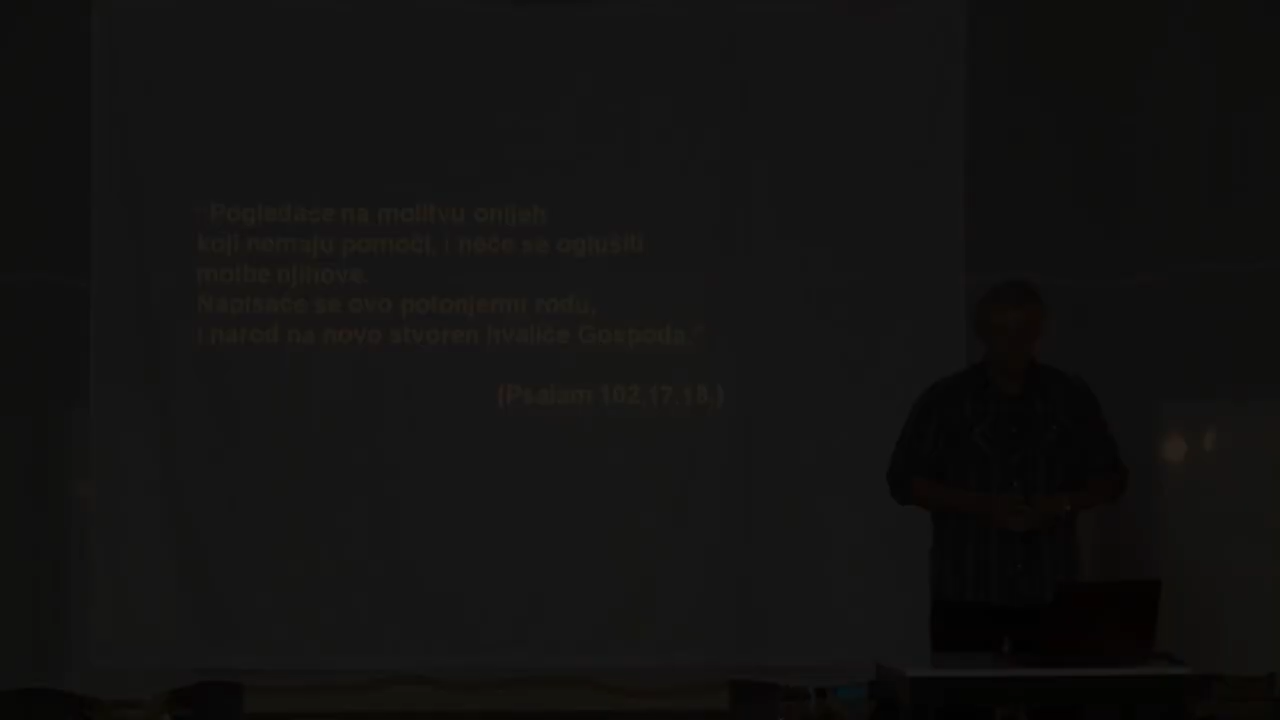 "Pogledaće na molitvu onijeh
koji nemaju pomoći, i neće se oglušiti
molbe njihove.
Napisaće se ovo potonjemu rodu,
i narod na novo stvoren hvaliće Gospoda."
(Psalam 102,17.18.)